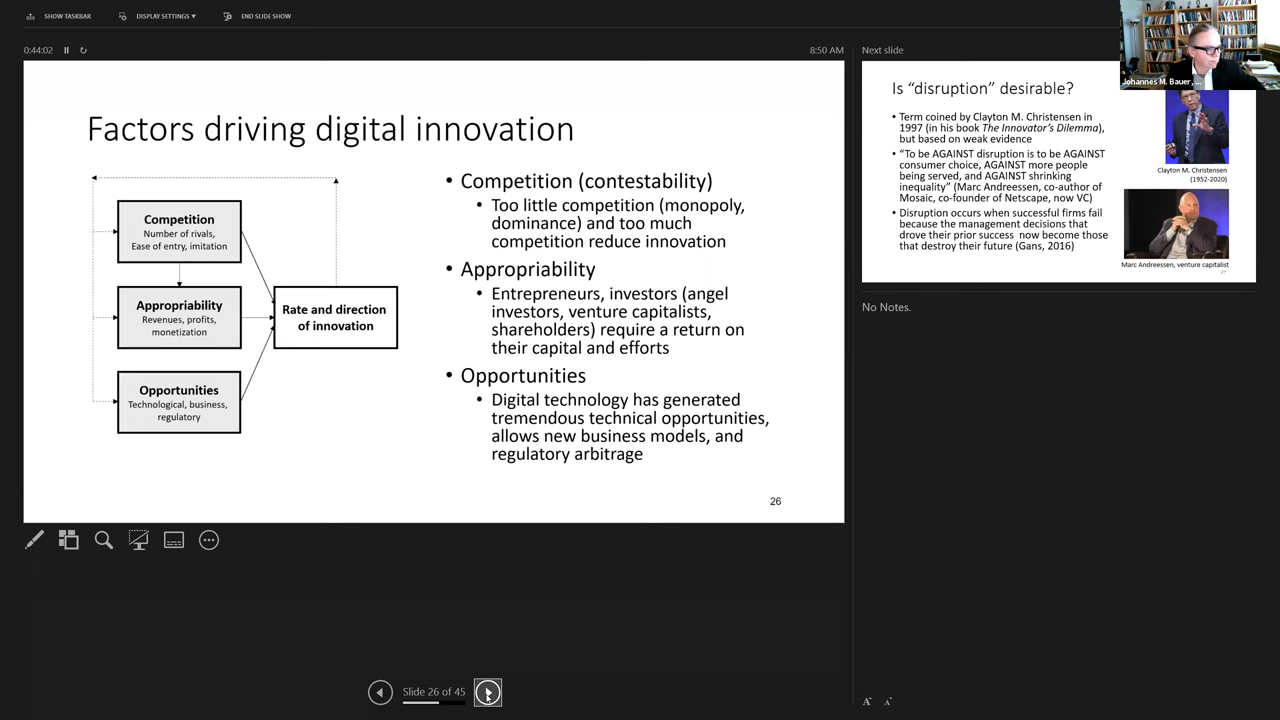 SHOW TASKBAR
DISPLAY SETTINGS ▾
END SLIDE SHOW
0:44:02
8:50 AM
Factors driving digital innovation
Competition
Number of rivals,
Ease of entry, imitation
Appropriability
Revenues, profits,
monetization
Opportunities
Technological, business,
regulatory
Rate and direction
of innovation
• Competition (contestability)
• Too little competition (monopoly,
dominance) and too much
competition reduce innovation
• Appropriability
• Entrepreneurs, investors (angel
investors, venture capitalists,
shareholders) require a return on
their capital and efforts
• Opportunities
• Digital technology has generated
tremendous technical opportunities,
allows new business models, and
regulatory arbitrage
26
Slide 26 of 45
Next slide
Johannes M. Bauer, ...
Is “disruption” desirable?
• Term coined by Clayton M. Christensen in
1997 (in his book The Innovator’s Dilemma),
but based on weak evidence
• “To be AGAINST disruption is to be AGAINST
consumer choice, AGAINST more people
being served, and AGAINST shrinking
inequality” (Marc Andreessen, co-author of
Mosaic, co-founder of Netscape, now VC)
• Disruption occurs when successful firms fail
because the management decisions that
drove their prior success now become those
that destroy their future (Gans, 2016)
Clayton M. Christensen
(1952-2020)
Marc Andreessen, venture capitalist
27
No Notes.
A
A